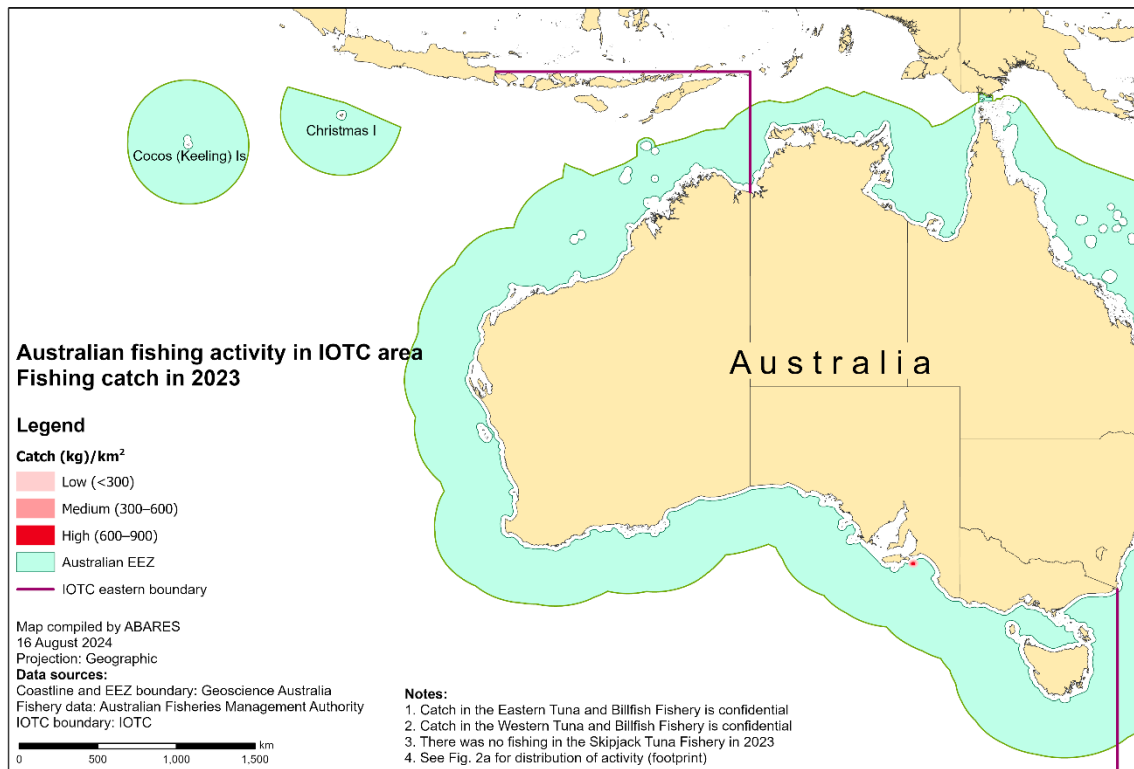 Christmas I
Cocos (Keeling) Is
Australia
Australian fishing activity in IOTC area
Fishing catch in 2023
Legend
Catch (kg)/km²
Low (<300)
Medium (300–600)
High (600–900)
Australian EEZ
IOTC eastern boundary
Map compiled by ABARES
16 August 2024
Projection: Geographic
Data sources:
Coastline and EEZ boundary: Geoscience Australia
Fishery data: Australian Fisheries Management Authority
IOTC boundary: IOTC
km
0 500 1,000 1,500
Notes:
1. Catch in the Eastern Tuna and Billfish Fishery is confidential
2. Catch in the Western Tuna and Billfish Fishery is confidential
3. There was no fishing in the Skipjack Tuna Fishery in 2023
4. See Fig. 2a for distribution of activity (footprint)